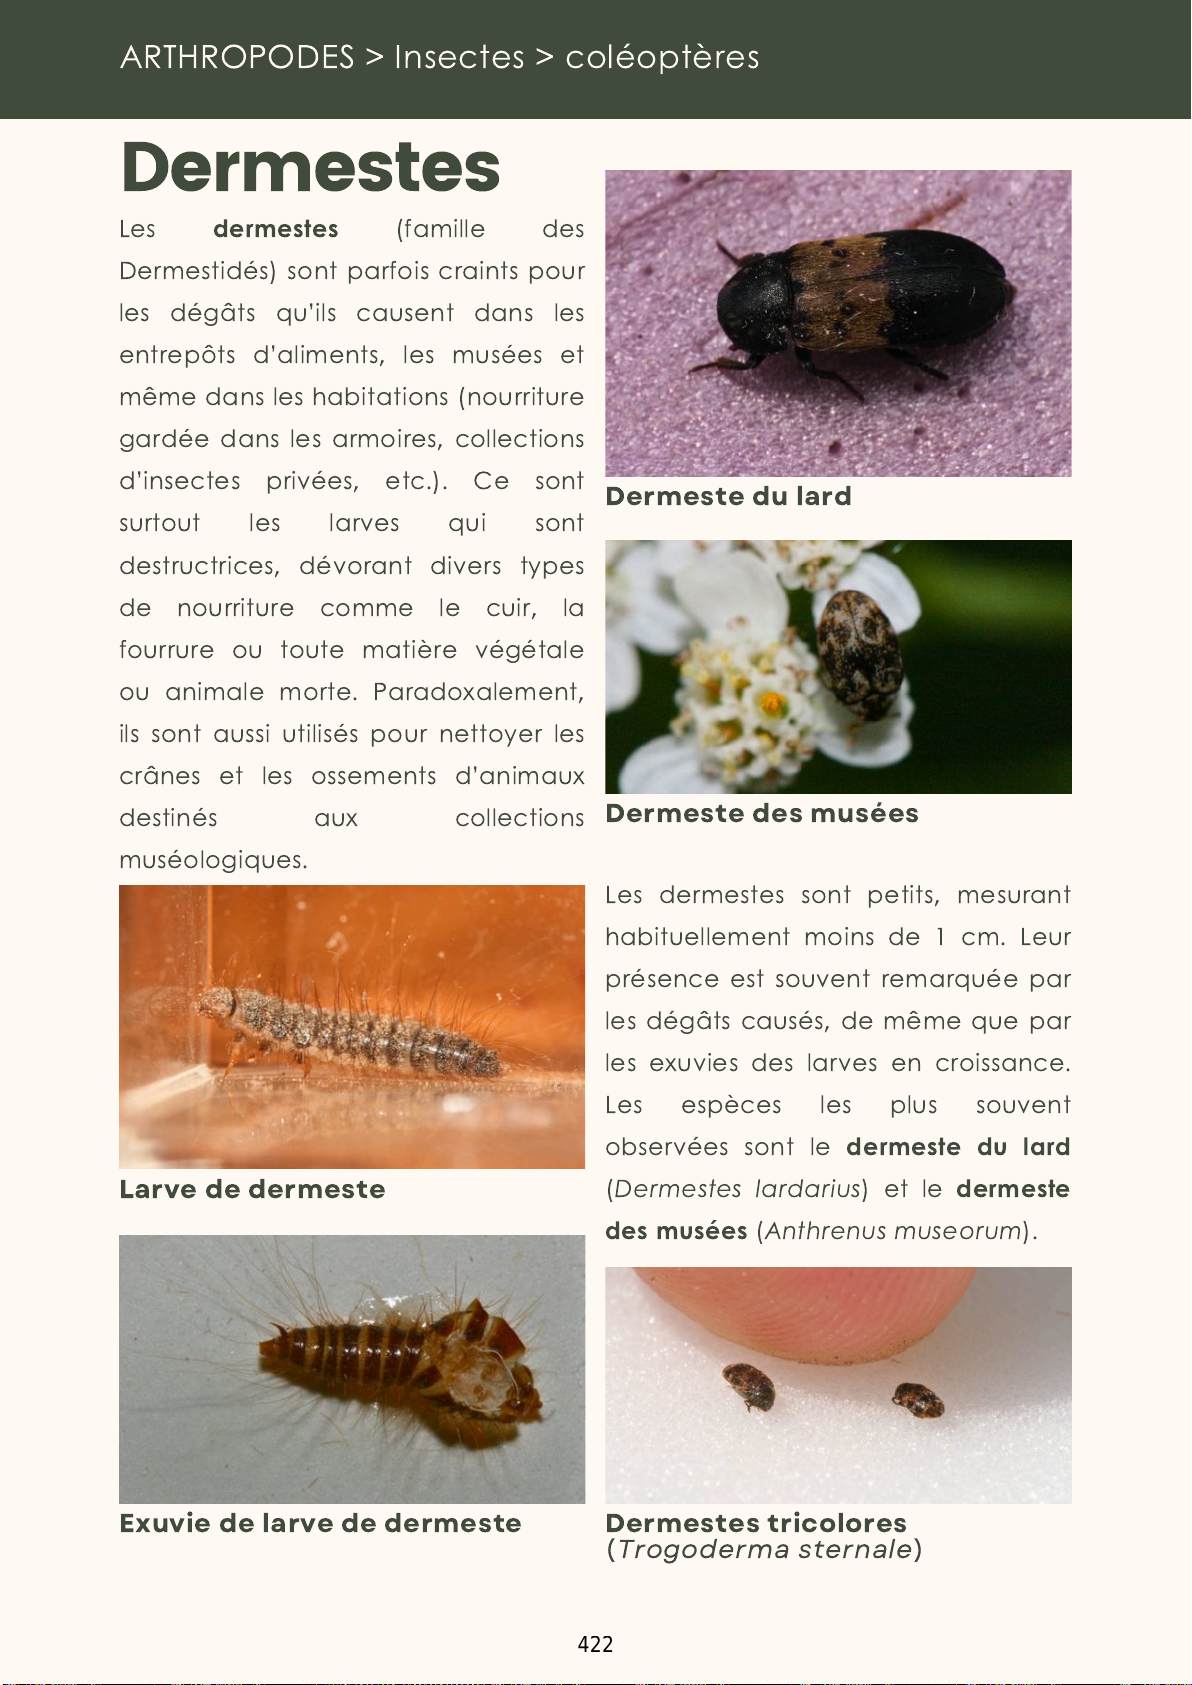 ARTHROPODES > Insectes > coléoptères
Dermestes
Les dermestes (famille des
Dermestidés) sont parfois craints pour
les dégâts qu'ils causent dans les
entrepôts d'aliments, les musées et
même dans les habitations (nourriture
gardée dans les armoires, collections
d'insectes privées, etc.). Ce sont
surtout les larves qui sont
destructrices, dévorant divers types
de nourriture comme le cuir, la
fourrure ou toute matière végétale
ou animale morte. Paradoxalement,
ils sont aussi utilisés pour nettoyer les
crânes et les ossements d'animaux
destinés aux collections
muséologiques.
Larve de dermeste
Exuvie de larve de dermeste
Dermeste du lard
Dermeste des musées
Les dermestes sont petits, mesurant
habituellement moins de 1 cm. Leur
présence est souvent remarquée par
les dégâts causés, de même que par
les exuvies des larves en croissance.
Les espèces les plus souvent
observées sont le dermeste du lard
(Dermestes lardarius) et le dermeste
des musées (Anthrenus museorum).
Dermestes tricolores
(Trogoderma sternale)
422